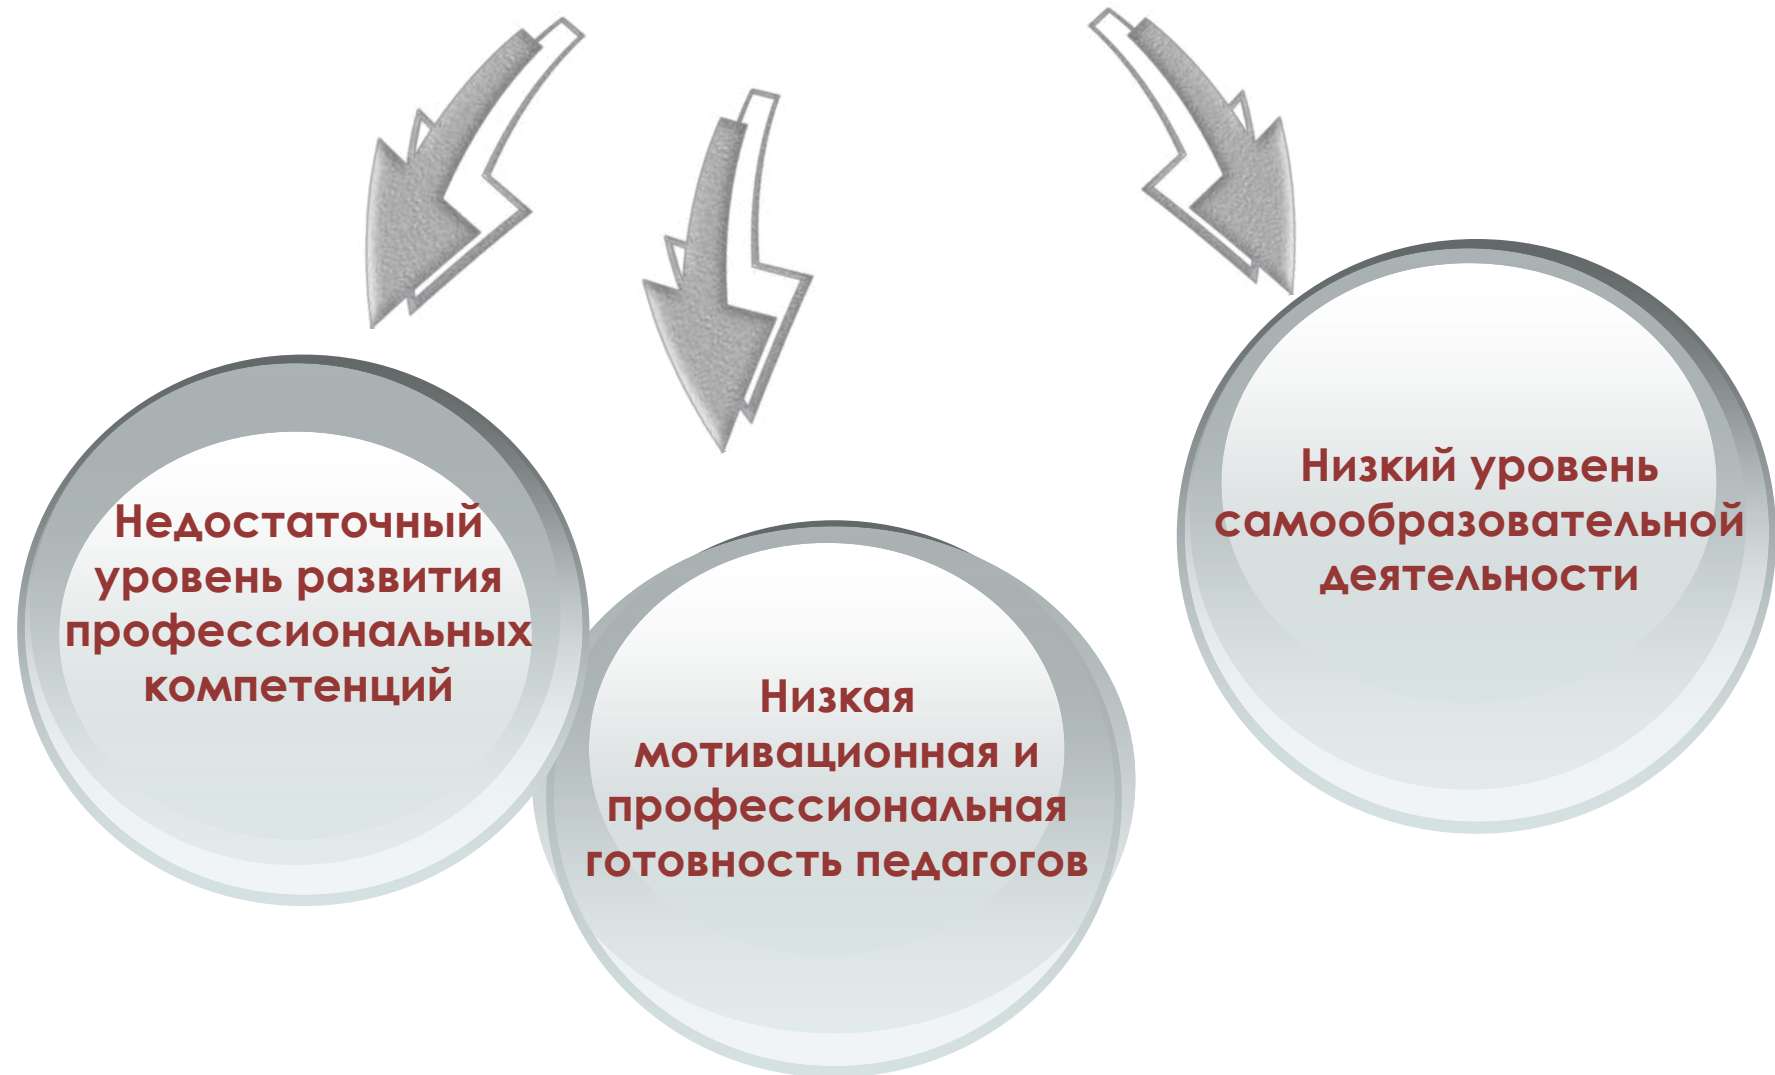 Недостаточный
уровень развития
профессиональных
компетенций
Низкая
мотивационная и
профессиональная
готовность педагогов
Низкий уровень
самообразовательной
деятельности